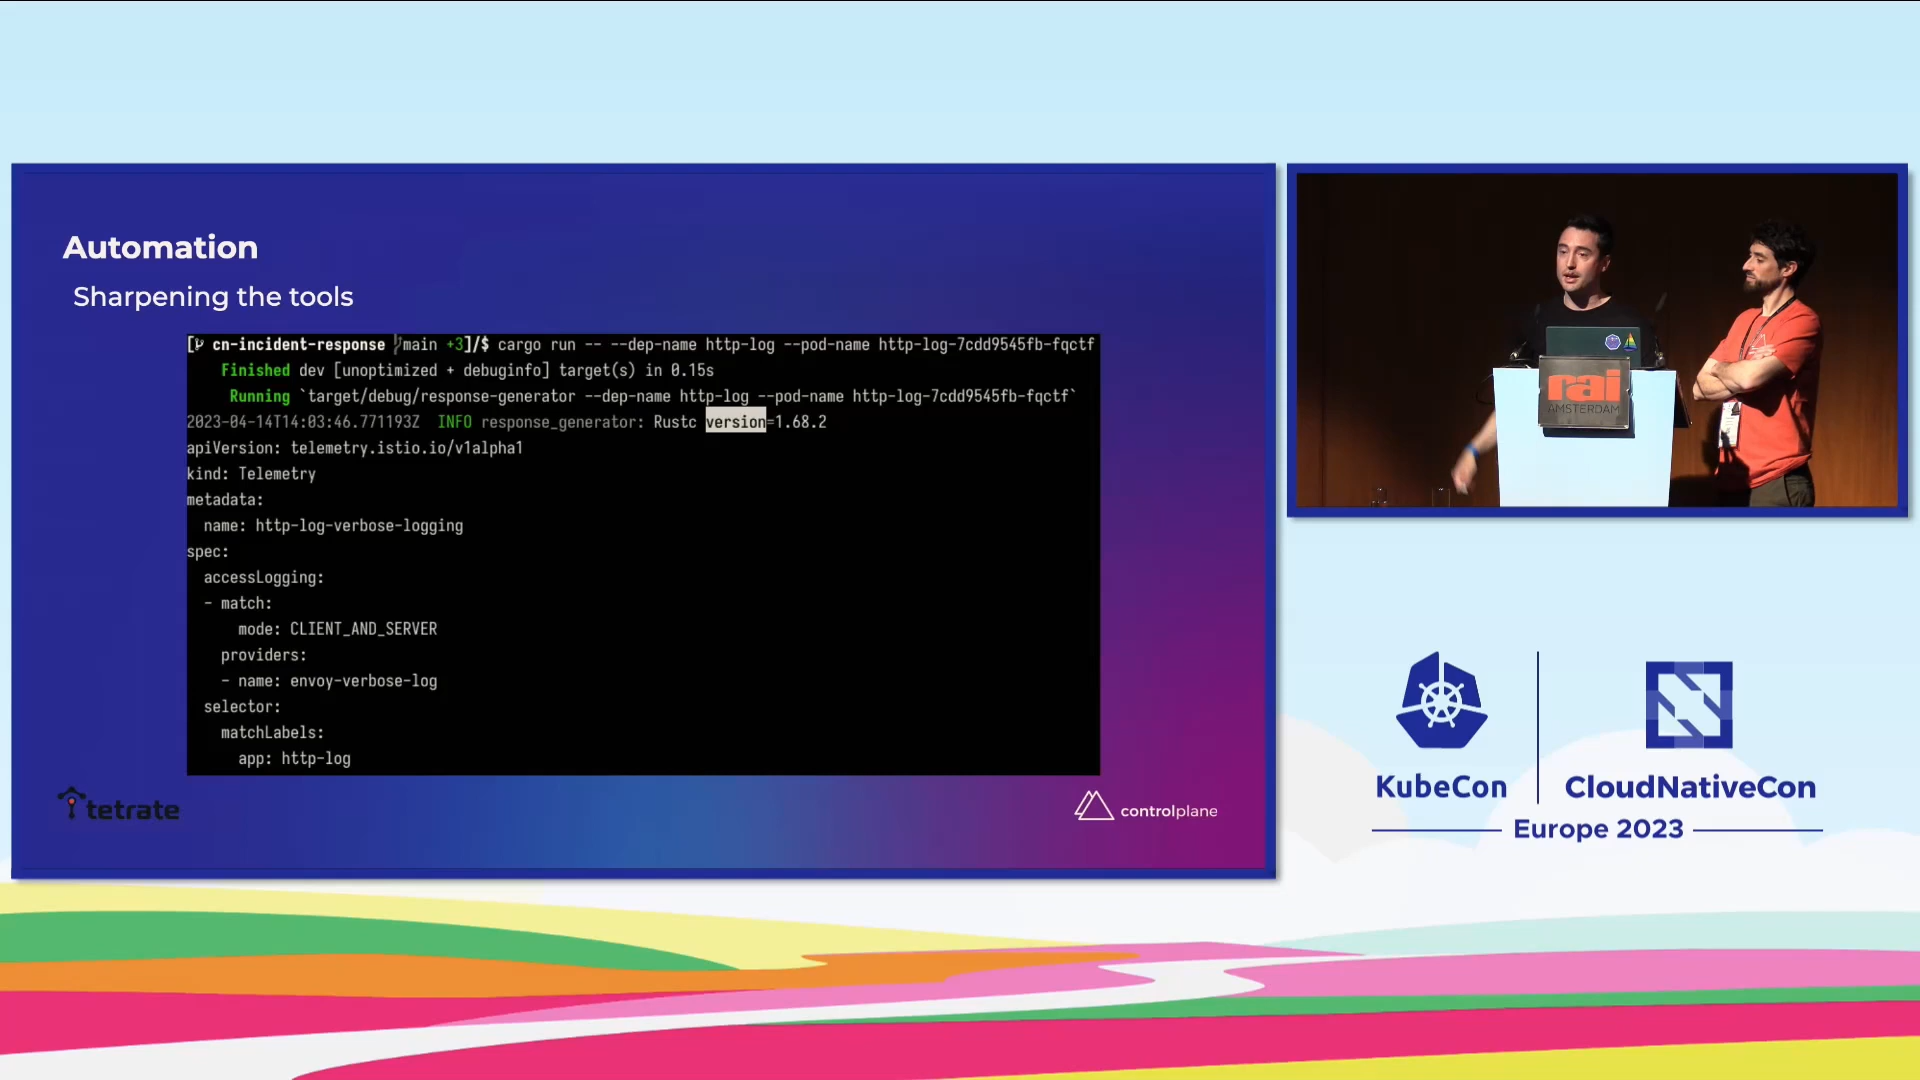 Automation
Sharpening the tools
cn-incident-response main +3]/$ cargo run -- --dep-name http-log --pod-name http-log-7cdd9545fb-fqctf
Finished dev [unoptimized + debuginfo] target(s) in 0.15s
Running `target/debug/response-generator --dep-name http-log --pod-name http-log-7cdd9545fb-fqctf`
2023-04-14T14:03:46.771193Z INFO response_generator: Rustc version=1.68.2
apiVersion: telemetry.istio.io/v1alpha1
kind: Telemetry
metadata:
name: http-log-verbose-logging
spec:
accessLogging:
- match:
mode: CLIENT_AND_SERVER
providers:
- name: envoy-verbose-log
selector:
matchLabels:
app: http-log
tetrate
controlplane
rai
AMSTERDAM
KubeCon
CloudNativeCon
Europe 2023